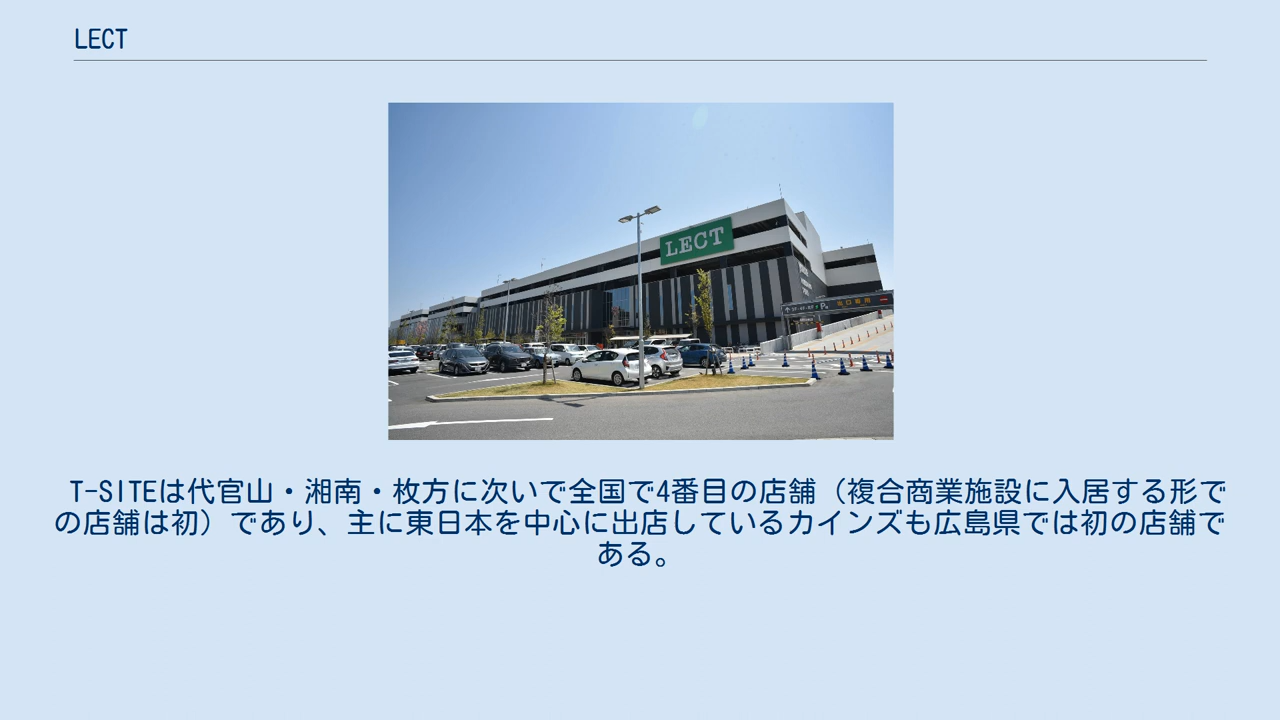 LECT
LECT
T-SITEは代官山・湘南・枚方に次いで全国で4番目の店舗（複合商業施設に入居する形で
の店舗は初）であり、主に東日本を中心に出店しているカインズも広島県では初の店舗で
ある。